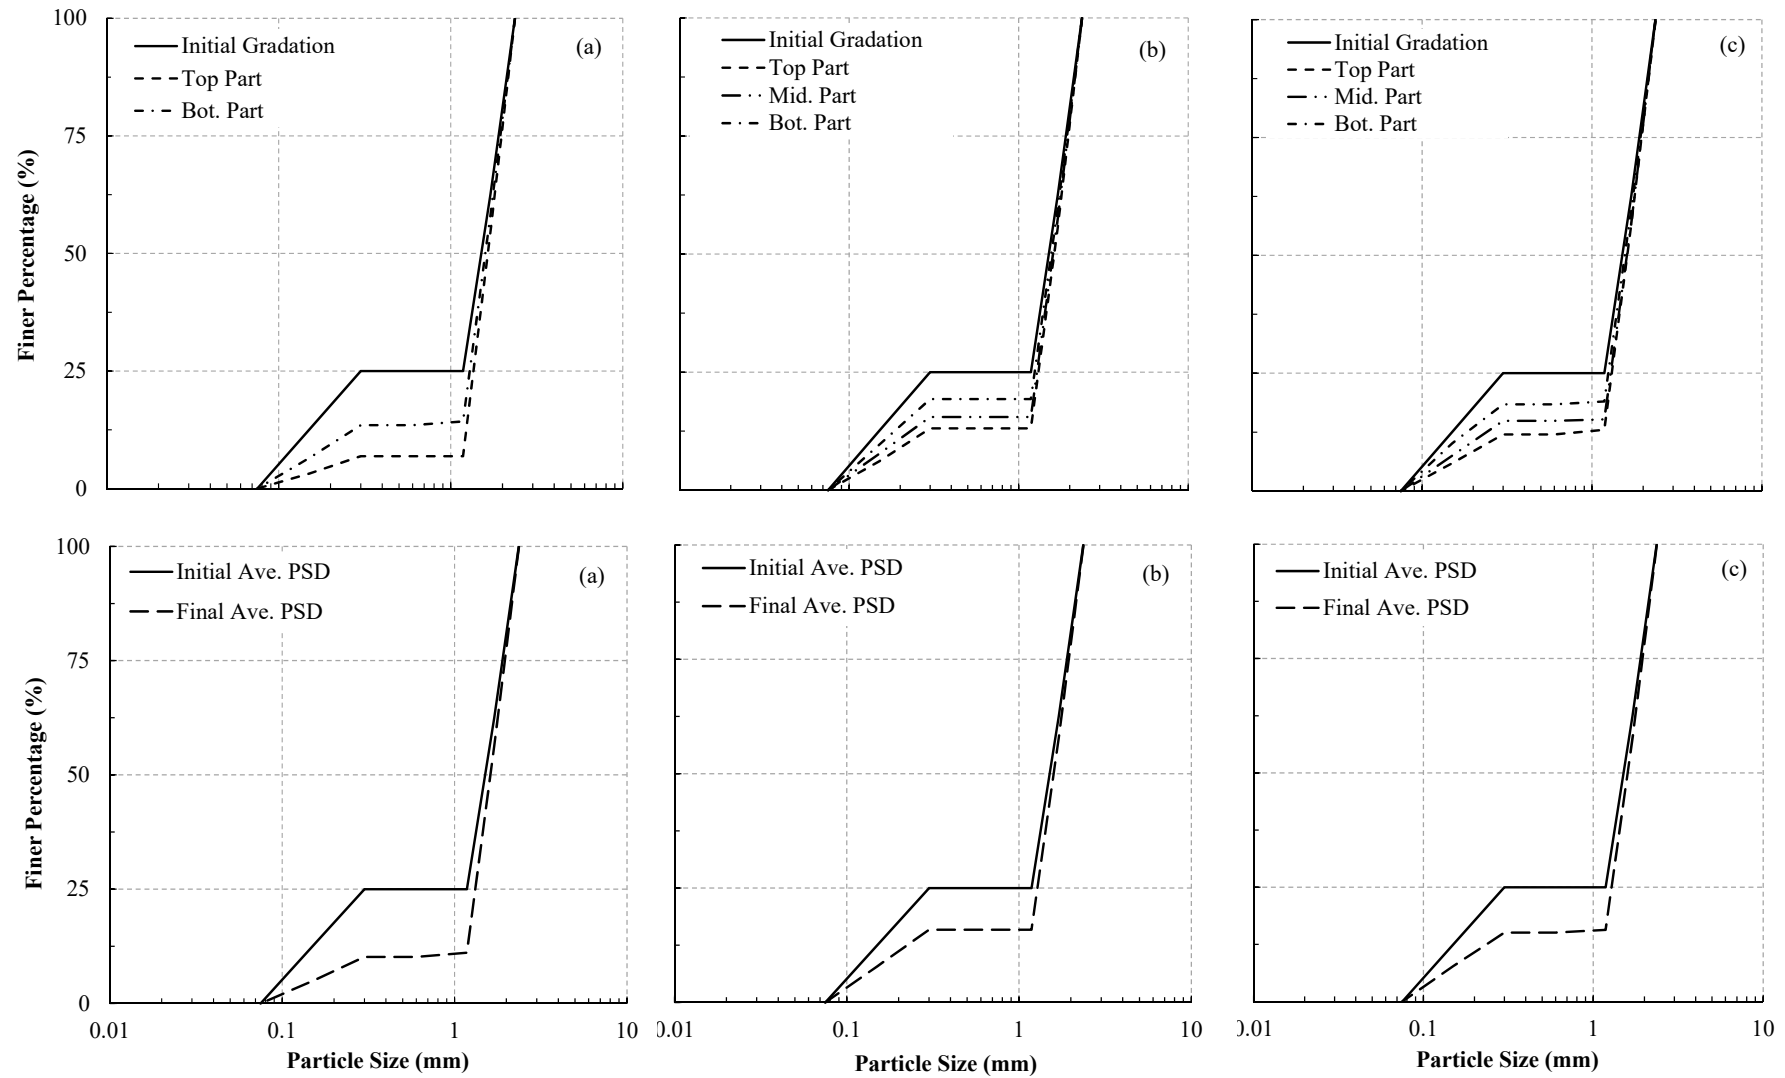 100
75
50
25
0
Finer Percentage (%)
Initial Gradation
Top Part
Bot. Part
(a)
Initial Gradation
Top Part
Mid. Part
Bot. Part
(b)
Initial Gradation
Top Part
Mid. Part
Bot. Part
(c)
100
75
50
25
0
Finer Percentage (%)
Initial Ave. PSD
Final Ave. PSD
(a)
0.01 0.1 1 10
Particle Size (mm)
Initial Ave. PSD
Final Ave. PSD
(b)
0.01 0.1 1 10
Particle Size (mm)
Initial Ave. PSD
Final Ave. PSD
(c)
0.01 0.1 1 10
Particle Size (mm)